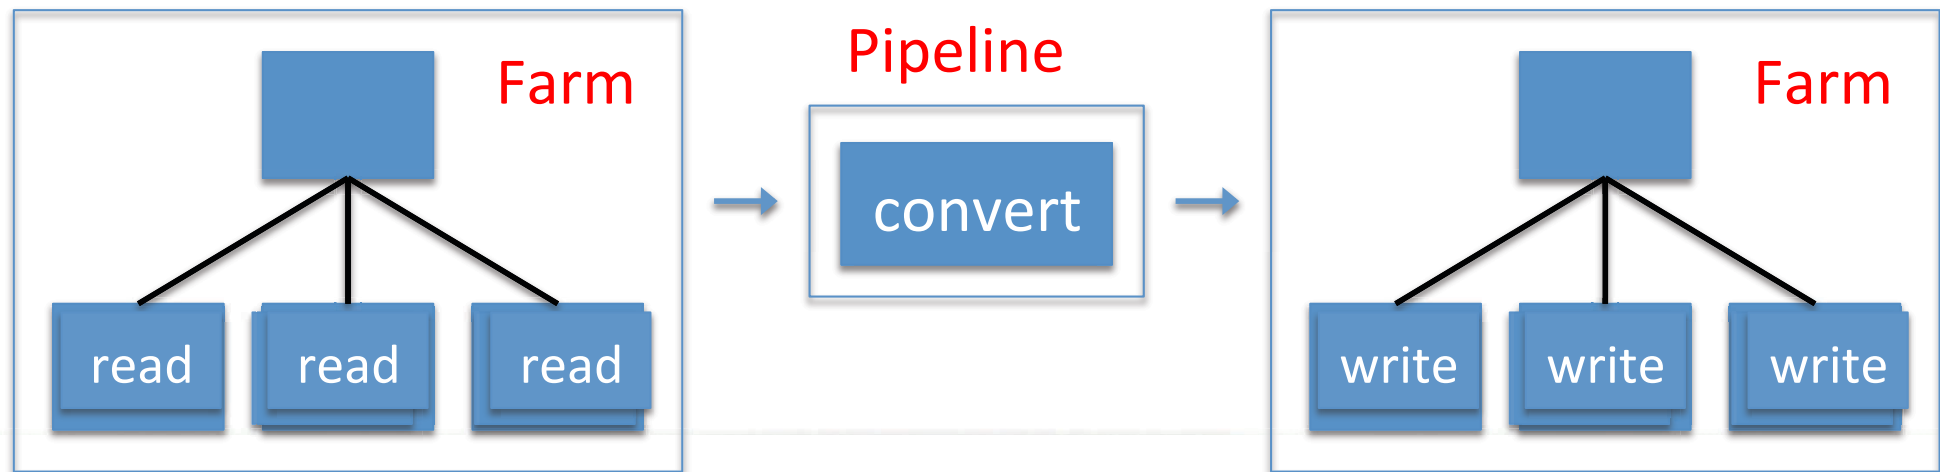 Farm
read
read
read
Pipeline
convert
Farm
write
write
write